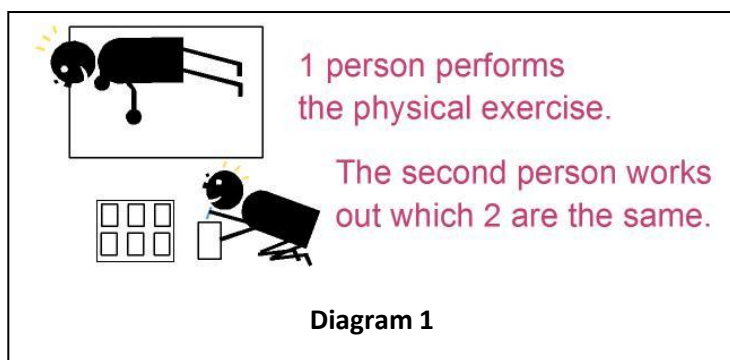 1 person performs
the physical exercise.
The second person works
out which 2 are the same.
Diagram 1